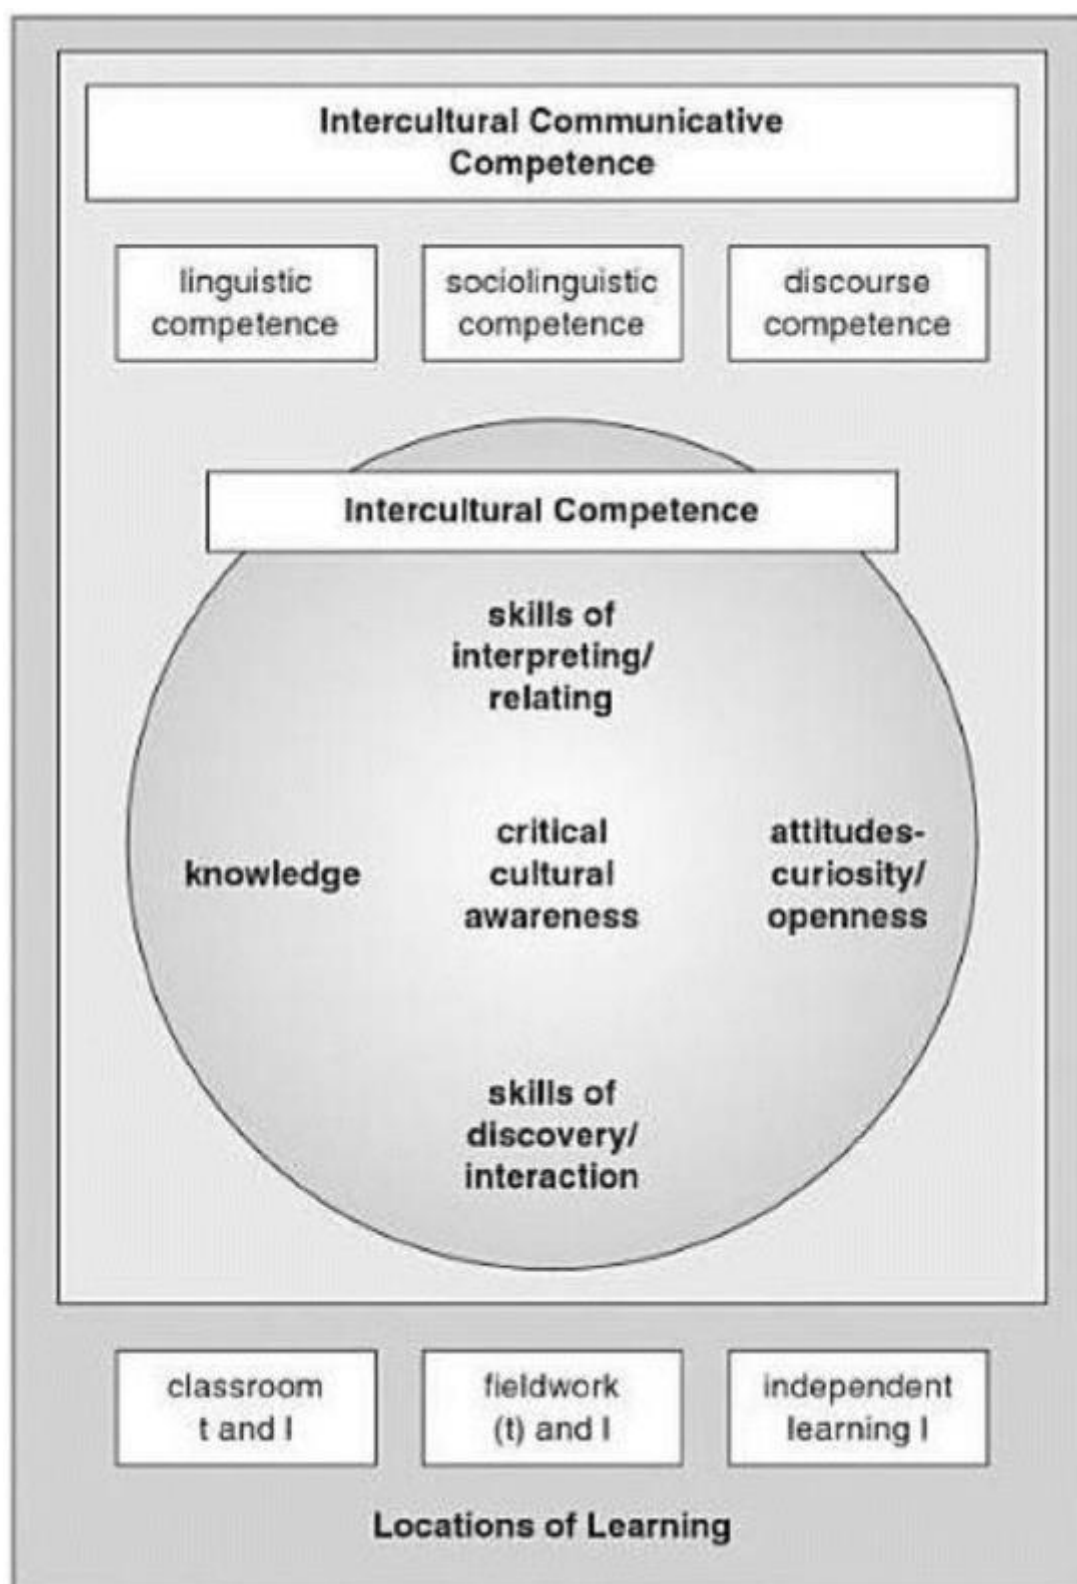 Intercultural Communicative
Competence
linguistic
competence
sociolinguistic
competence
discourse
competence
Intercultural Competence
skills of
interpreting/
relating
knowledge
critical
cultural
awareness
attitudes-
curiosity/
openness
skills of
discovery/
interaction
classroom
t and l
fieldwork
(t) and l
independent
learning l
Locations of Learning